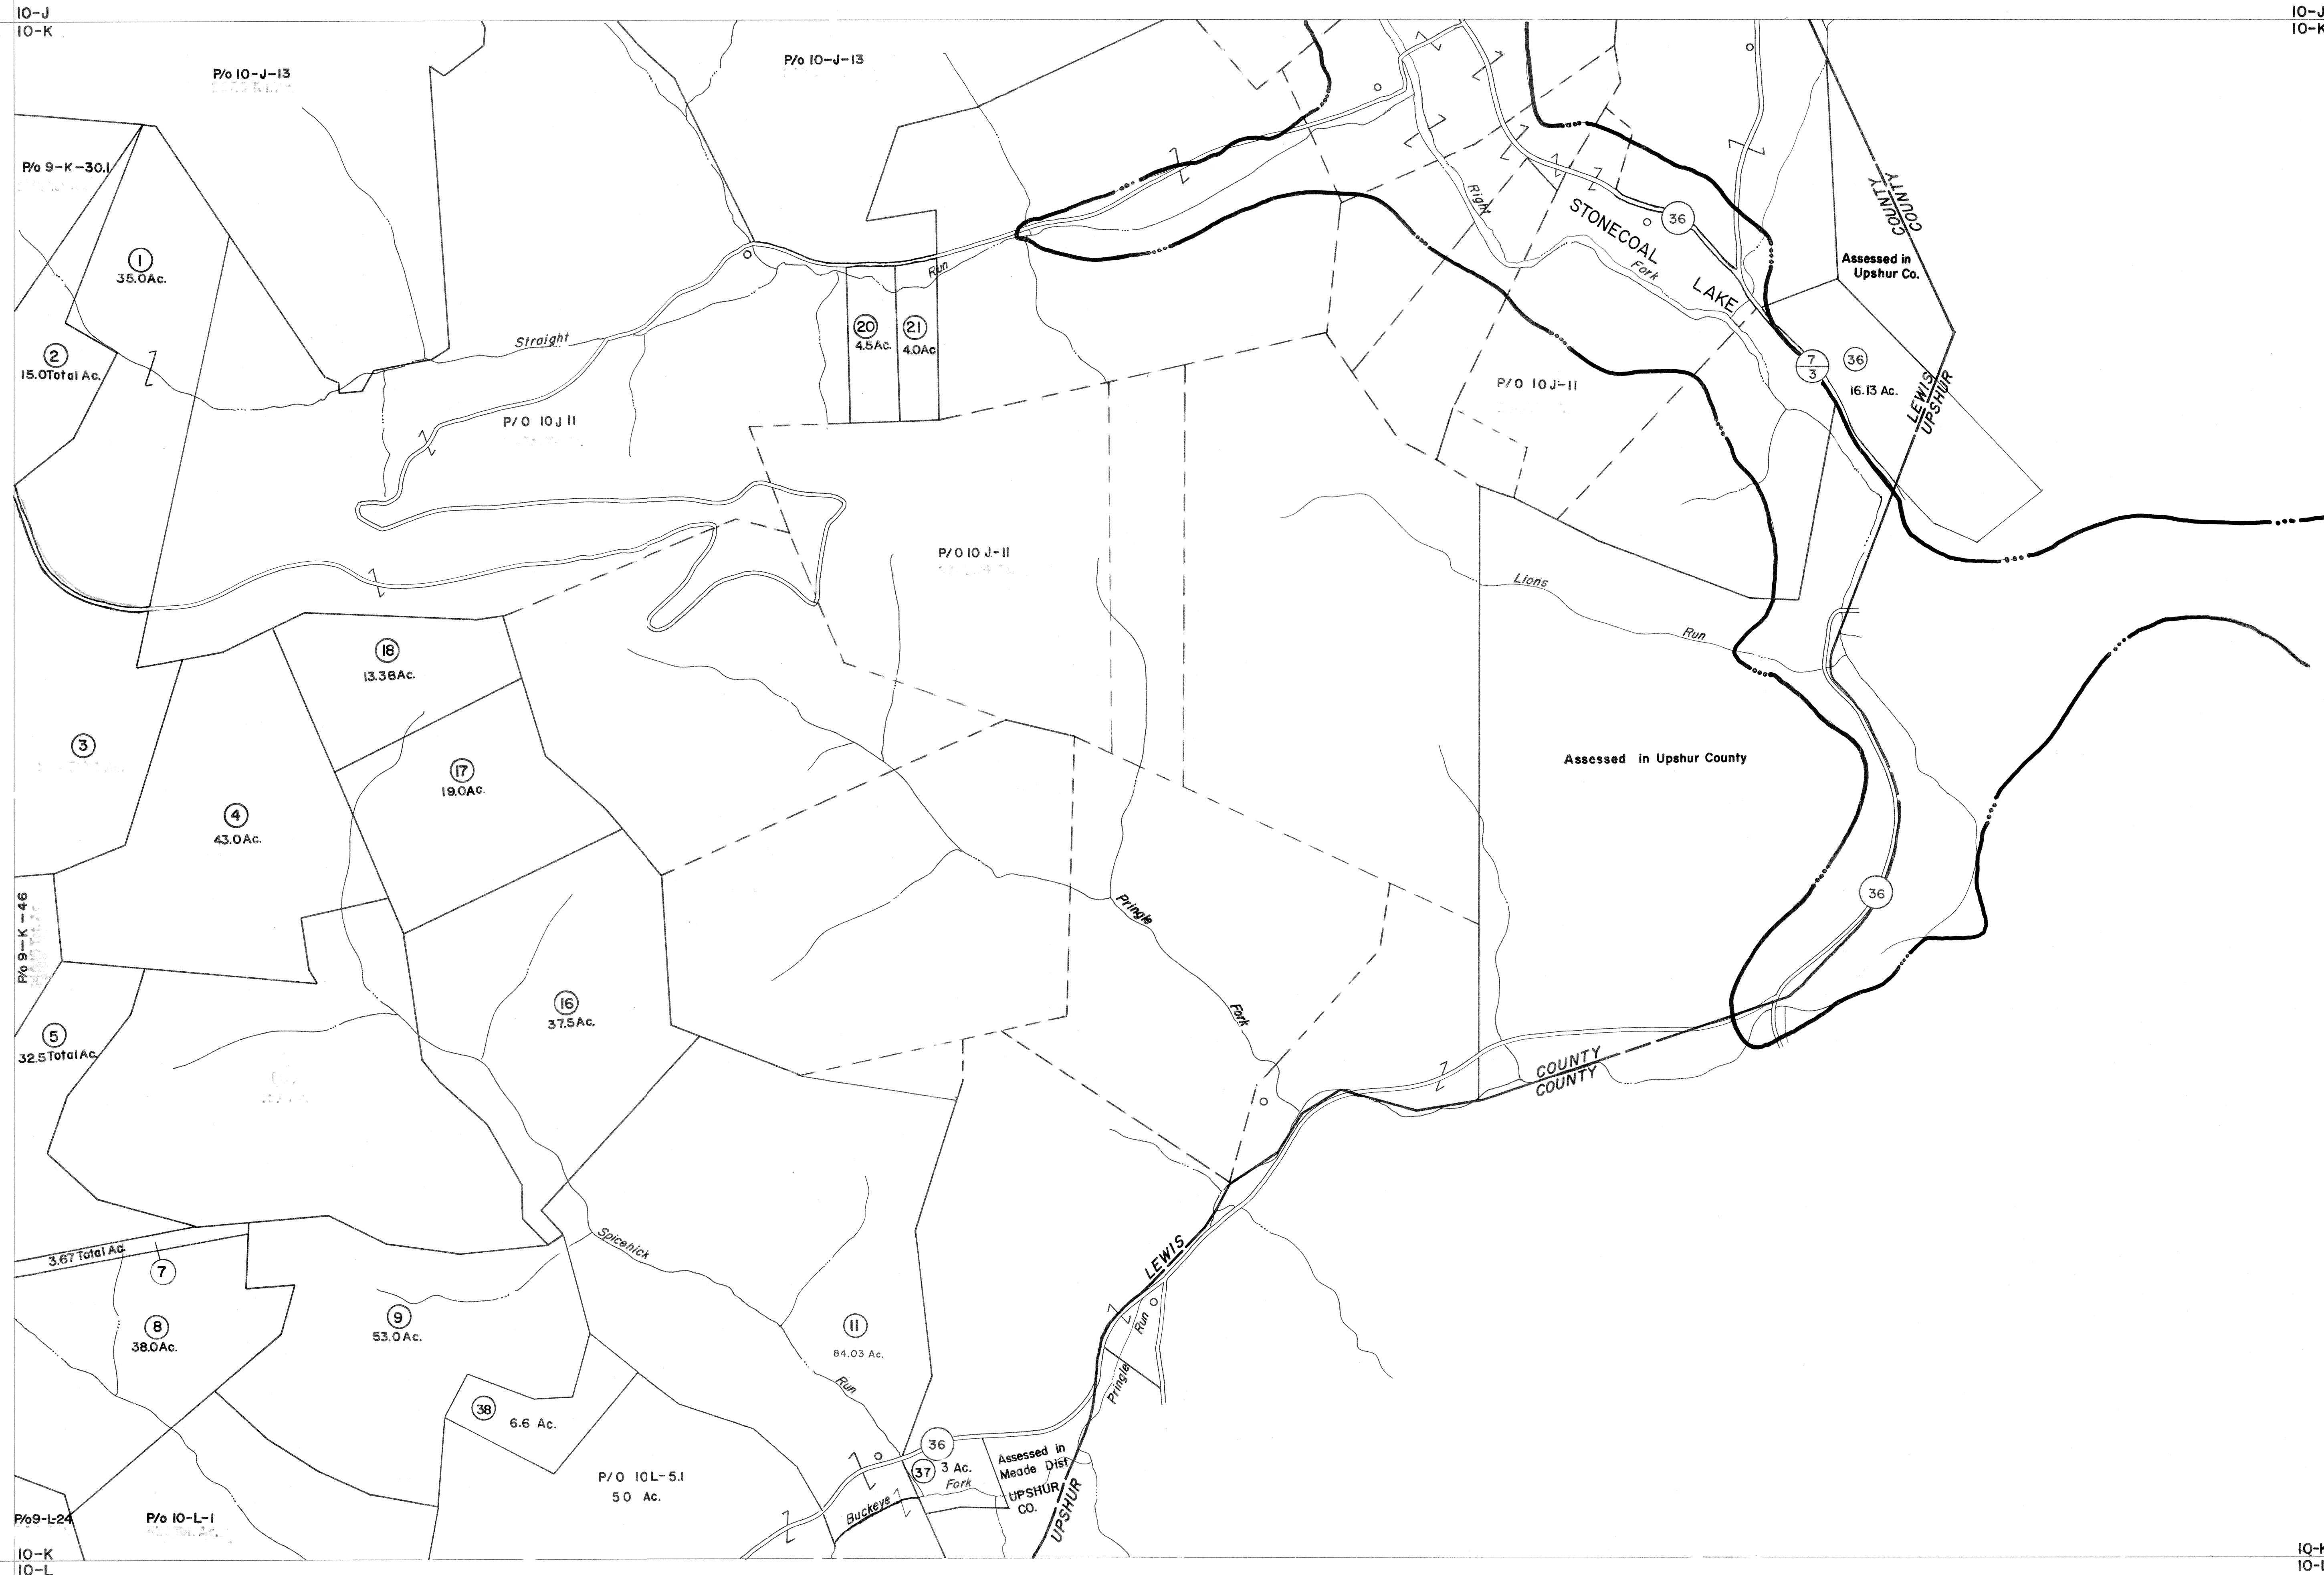 10-J
10-K
10-J
10-K
P/o 10-J-13
P/o 10-J-13
P/o 9-K-30.1
1
35.0Ac.
2
15.0Total Ac.
Straight
Run
20
4.5Ac.
21
4.0Ac
P/O 10J11
Right
Fork
STONECOAL
LAKE
36
COUNTY
COUNTY
Assessed in
Upshur Co.
7
3
36
16.13 Ac.
LEWIS
UPSHUR
P/O 10J-11
P/O 10 J-11
Lions
Run
18
13.38Ac.
3
17
19.0Ac.
4
43.0Ac.
Assessed in Upshur County
36
P/o 9-K-46
Pringle
Fork
16
37.5Ac.
5
32.5Total Ac.
COUNTY
COUNTY
3.67 Total Ac.
7
Spicehick
Run
LEWIS
8
38.0Ac.
9
53.0Ac.
11
84.03 Ac.
Run
Pringle
38
6.6 Ac.
36
37
3 Ac.
Fork
Buckeye
Assessed in
Meade Dist
UPSHUR
CO.
UPSHUR
P/O 10L-5.1
50 Ac.
P/o9-L-24
P/o 10-L-1
10-K
10-L
10-K
10-L